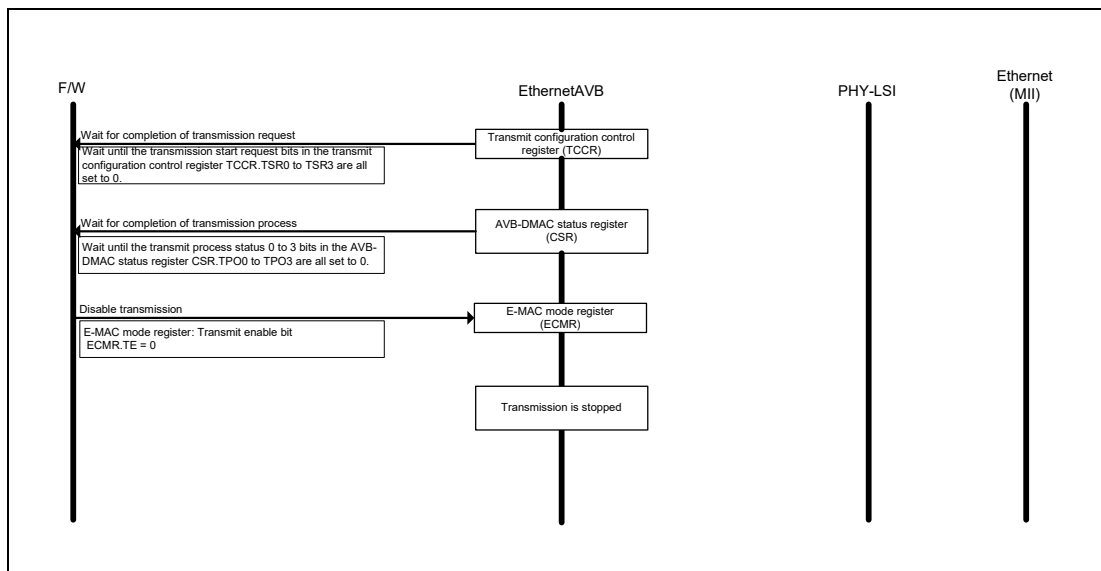 F/W
EthernetAVB
PHY-LSI
Ethernet
(MII)
Wait for completion of transmission request
Transmit configuration control
register (TCCR)
Wait until the transmission start request bits in the transmit
configuration control register TCCR.TSR0 to TSR3 are all
set to 0.
Wait for completion of transmission process
AVB-DMAC status register
(CSR)
Wait until the transmit process status 0 to 3 bits in the AVB-
DMAC status register CSR.TPO0 to TPO3 are all set to 0.
Disable transmission
E-MAC mode register
(ECMR)
E-MAC mode register: Transmit enable bit
ECMR.TE = 0
Transmission is stopped